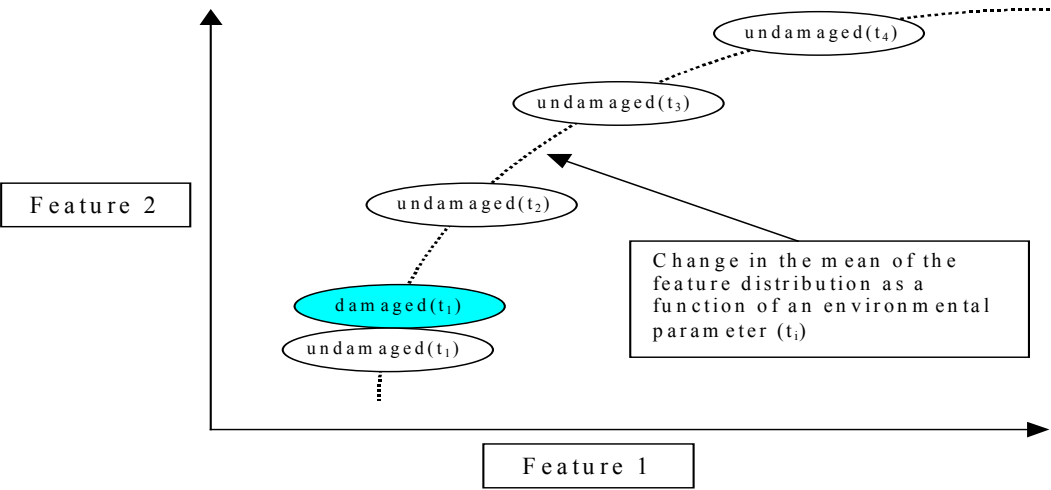 undamaged(t₄)
undamaged(t₃)
Feature 2
undamaged(t₂)
Change in the mean of the
feature distribution as a
function of an environmental
parameter (tᵢ)
damaged(t₁)
undamaged(t₁)
Feature 1